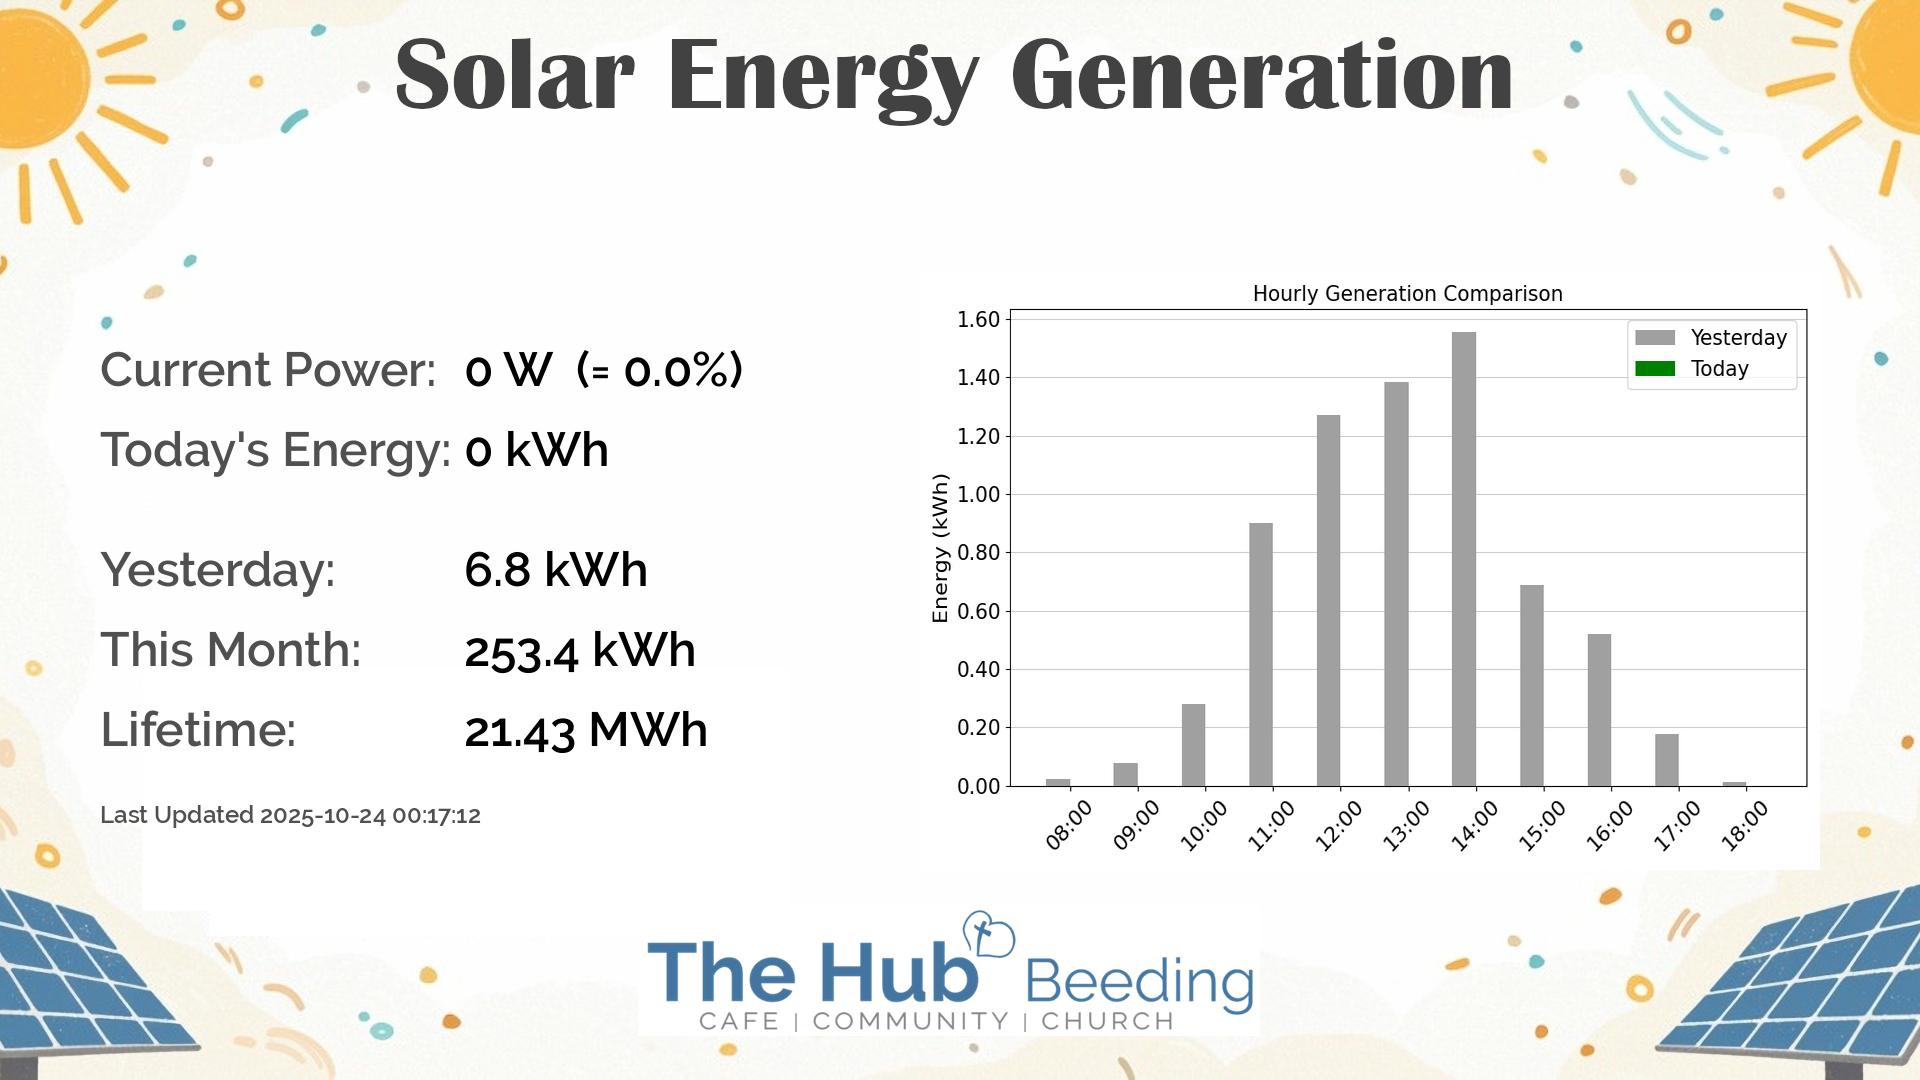 Solar Energy Generation
Current Power: 0 W (= 0.0%)
Today's Energy: 0 kWh
Yesterday: 6.8 kWh
This Month: 253.4 kWh
Lifetime: 21.43 MWh
Last Updated 2025-10-24 00:17:12
Hourly Generation Comparison
Yesterday
Today
Energy (kWh)
1.60
1.40
1.20
1.00
0.80
0.60
0.40
0.20
0.00
08:00 09:00 10:00 11:00 12:00 13:00 14:00 15:00 16:00 17:00 18:00
The Hub Beeding
CAFE | COMMUNITY | CHURCH